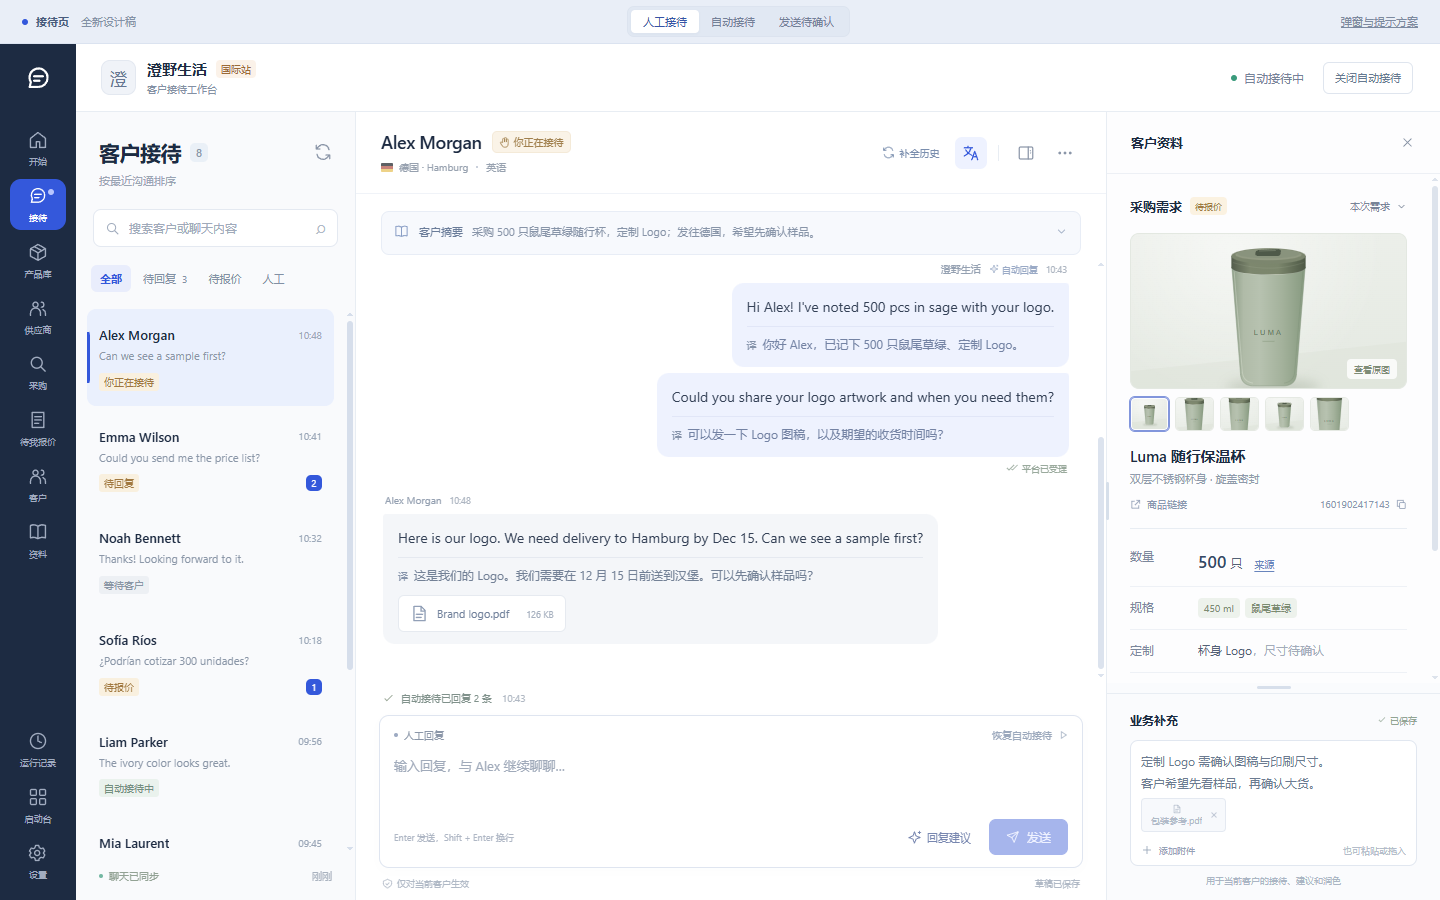 接待页 全新设计稿
人工接待 自动接待 发送待确认
弹窗与提示方案
澄
澄野生活 国际站
客户接待工作台
自动接待中
关闭自动接待
开始
接待
产品库
供应商
采购
待我报价
客户
资料
运行记录
启动台
设置
客户接待 8
按最近沟通排序
搜索客户或聊天内容
全部 待回复 3 待报价 人工
Alex Morgan 10:48
Can we see a sample first?
你正在接待
Emma Wilson 10:41
Could you send me the price list?
待回复 2
Noah Bennett 10:32
Thanks! Looking forward to it.
等待客户
Sofía Ríos 10:18
¿Podrían cotizar 300 unidades?
待报价 1
Liam Parker 09:56
The ivory color looks great.
自动接待中
Mia Laurent 09:45
聊天已同步 刚刚
Alex Morgan 你正在接待
德国 · Hamburg · 英语
补全历史
客户摘要 采购 500 只鼠尾草绿随行杯，定制 Logo；发往德国，希望先确认样品。
澄野生活 自动回复 10:43
Hi Alex! I've noted 500 pcs in sage with your logo.
译 你好 Alex，已记下 500 只鼠尾草绿、定制 Logo。
Could you share your logo artwork and when you need them?
译 可以发一下 Logo 图稿，以及期望的收货时间吗？
平台已受理
Alex Morgan 10:48
Here is our logo. We need delivery to Hamburg by Dec 15. Can we see a sample first?
译 这是我们的 Logo。我们需要在 12 月 15 日前送到汉堡。可以先确认样品吗？
Brand logo.pdf 126 KB
自动接待已回复 2 条 10:43
人工回复
恢复自动接待
输入回复，与 Alex 继续聊聊...
Enter 发送，Shift + Enter 换行
回复建议
发送
仅对当前客户生效
草稿已保存
客户资料
采购需求 待报价
本次需求
LUMA
查看原图
Luma 随行保温杯
双层不锈钢杯身 · 旋盖密封
商品链接 1601902417143
数量 500 只 来源
规格 450 ml 鼠尾草绿
定制 杯身 Logo，尺寸待确认
业务补充 已保存
定制 Logo 需确认图稿与印刷尺寸。
客户希望先看样品，再确认大货。
包装参考.pdf
添加附件
也可粘贴或拖入
用于当前客户的接待、建议和润色